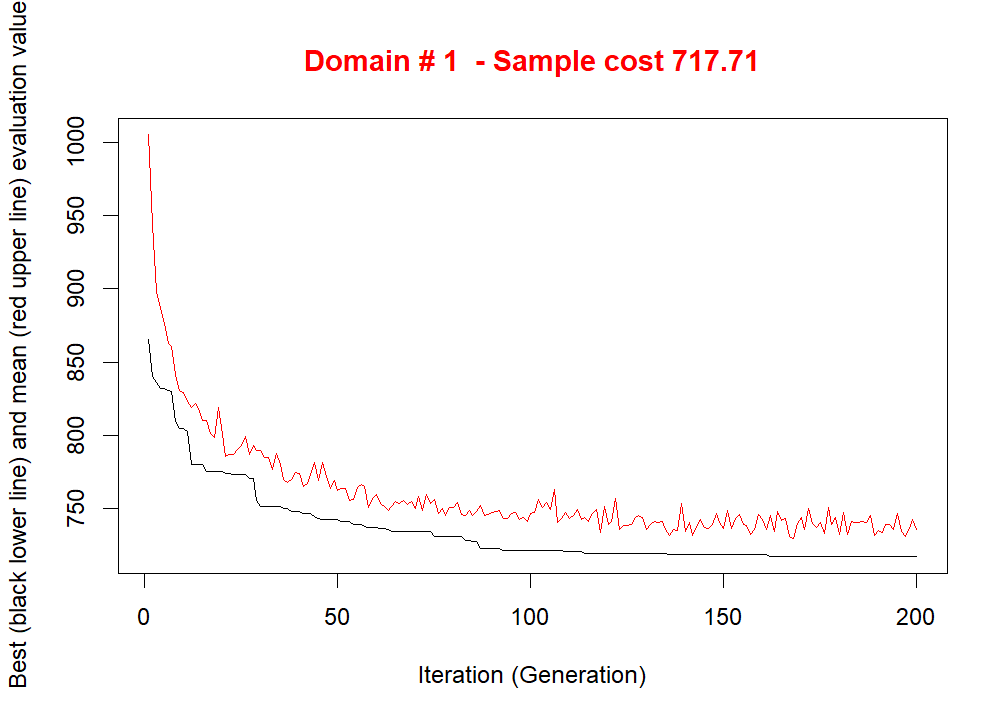 Domain # 1  - Sample cost 717.71
Best (black lower line) and mean (red upper line) evaluation value
1000
950
900
850
800
750
0 50 100 150 200
Iteration (Generation)